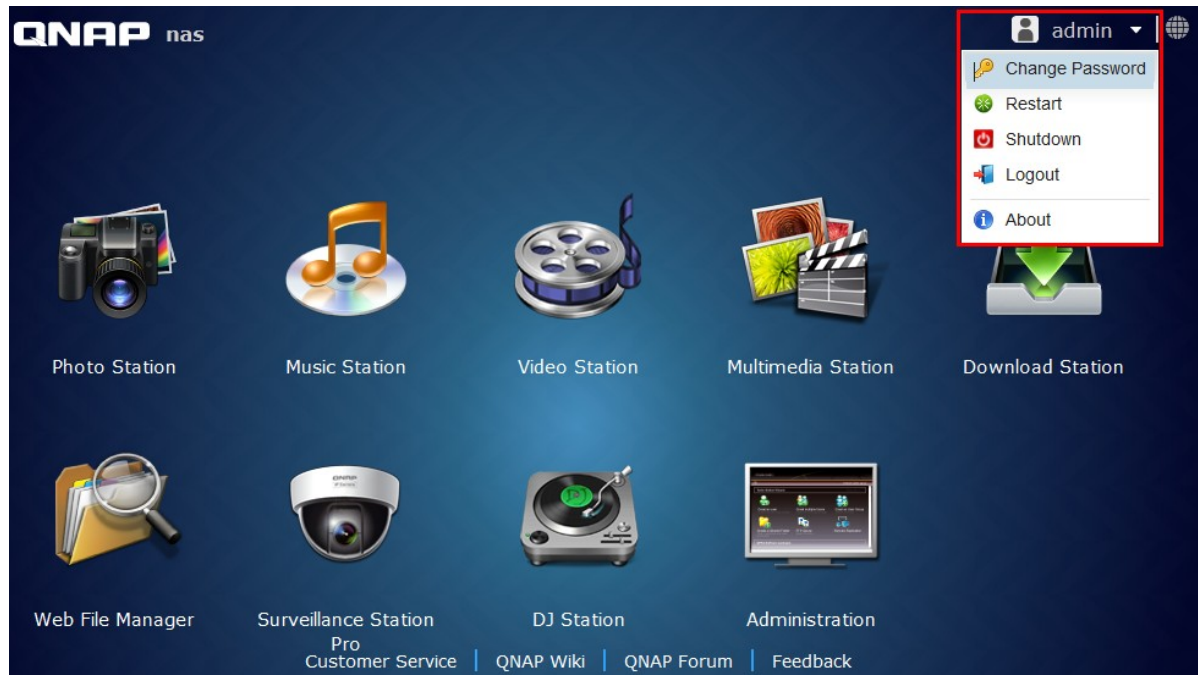 QNAP nas
admin
Change Password
Restart
Shutdown
Logout
About
Photo Station
Music Station
Video Station
Multimedia Station
Download Station
Web File Manager
Surveillance Station
Pro
DJ Station
Administration
Customer Service
QNAP Wiki
QNAP Forum
Feedback